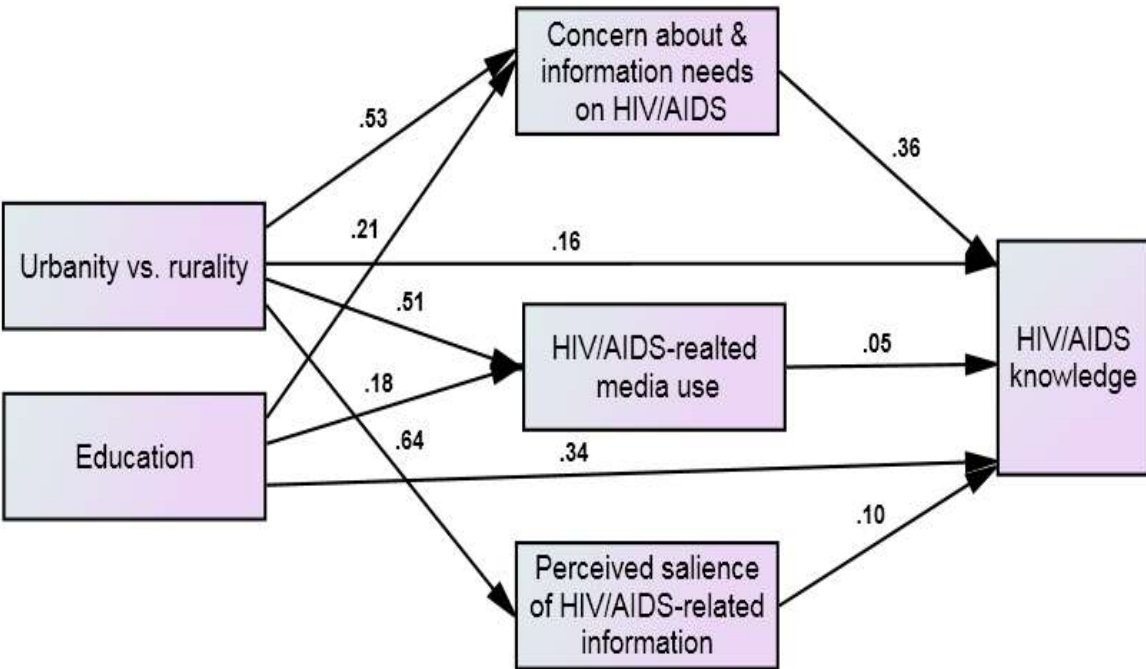 Concern about &
information needs
on HIV/AIDS
.53
.36
Urbanity vs. rurality
.21
.16
.51
HIV/AIDS-realted
media use
.05
HIV/AIDS
knowledge
.18
Education
.64
.34
.10
Perceived salience
of HIV/AIDS-related
information